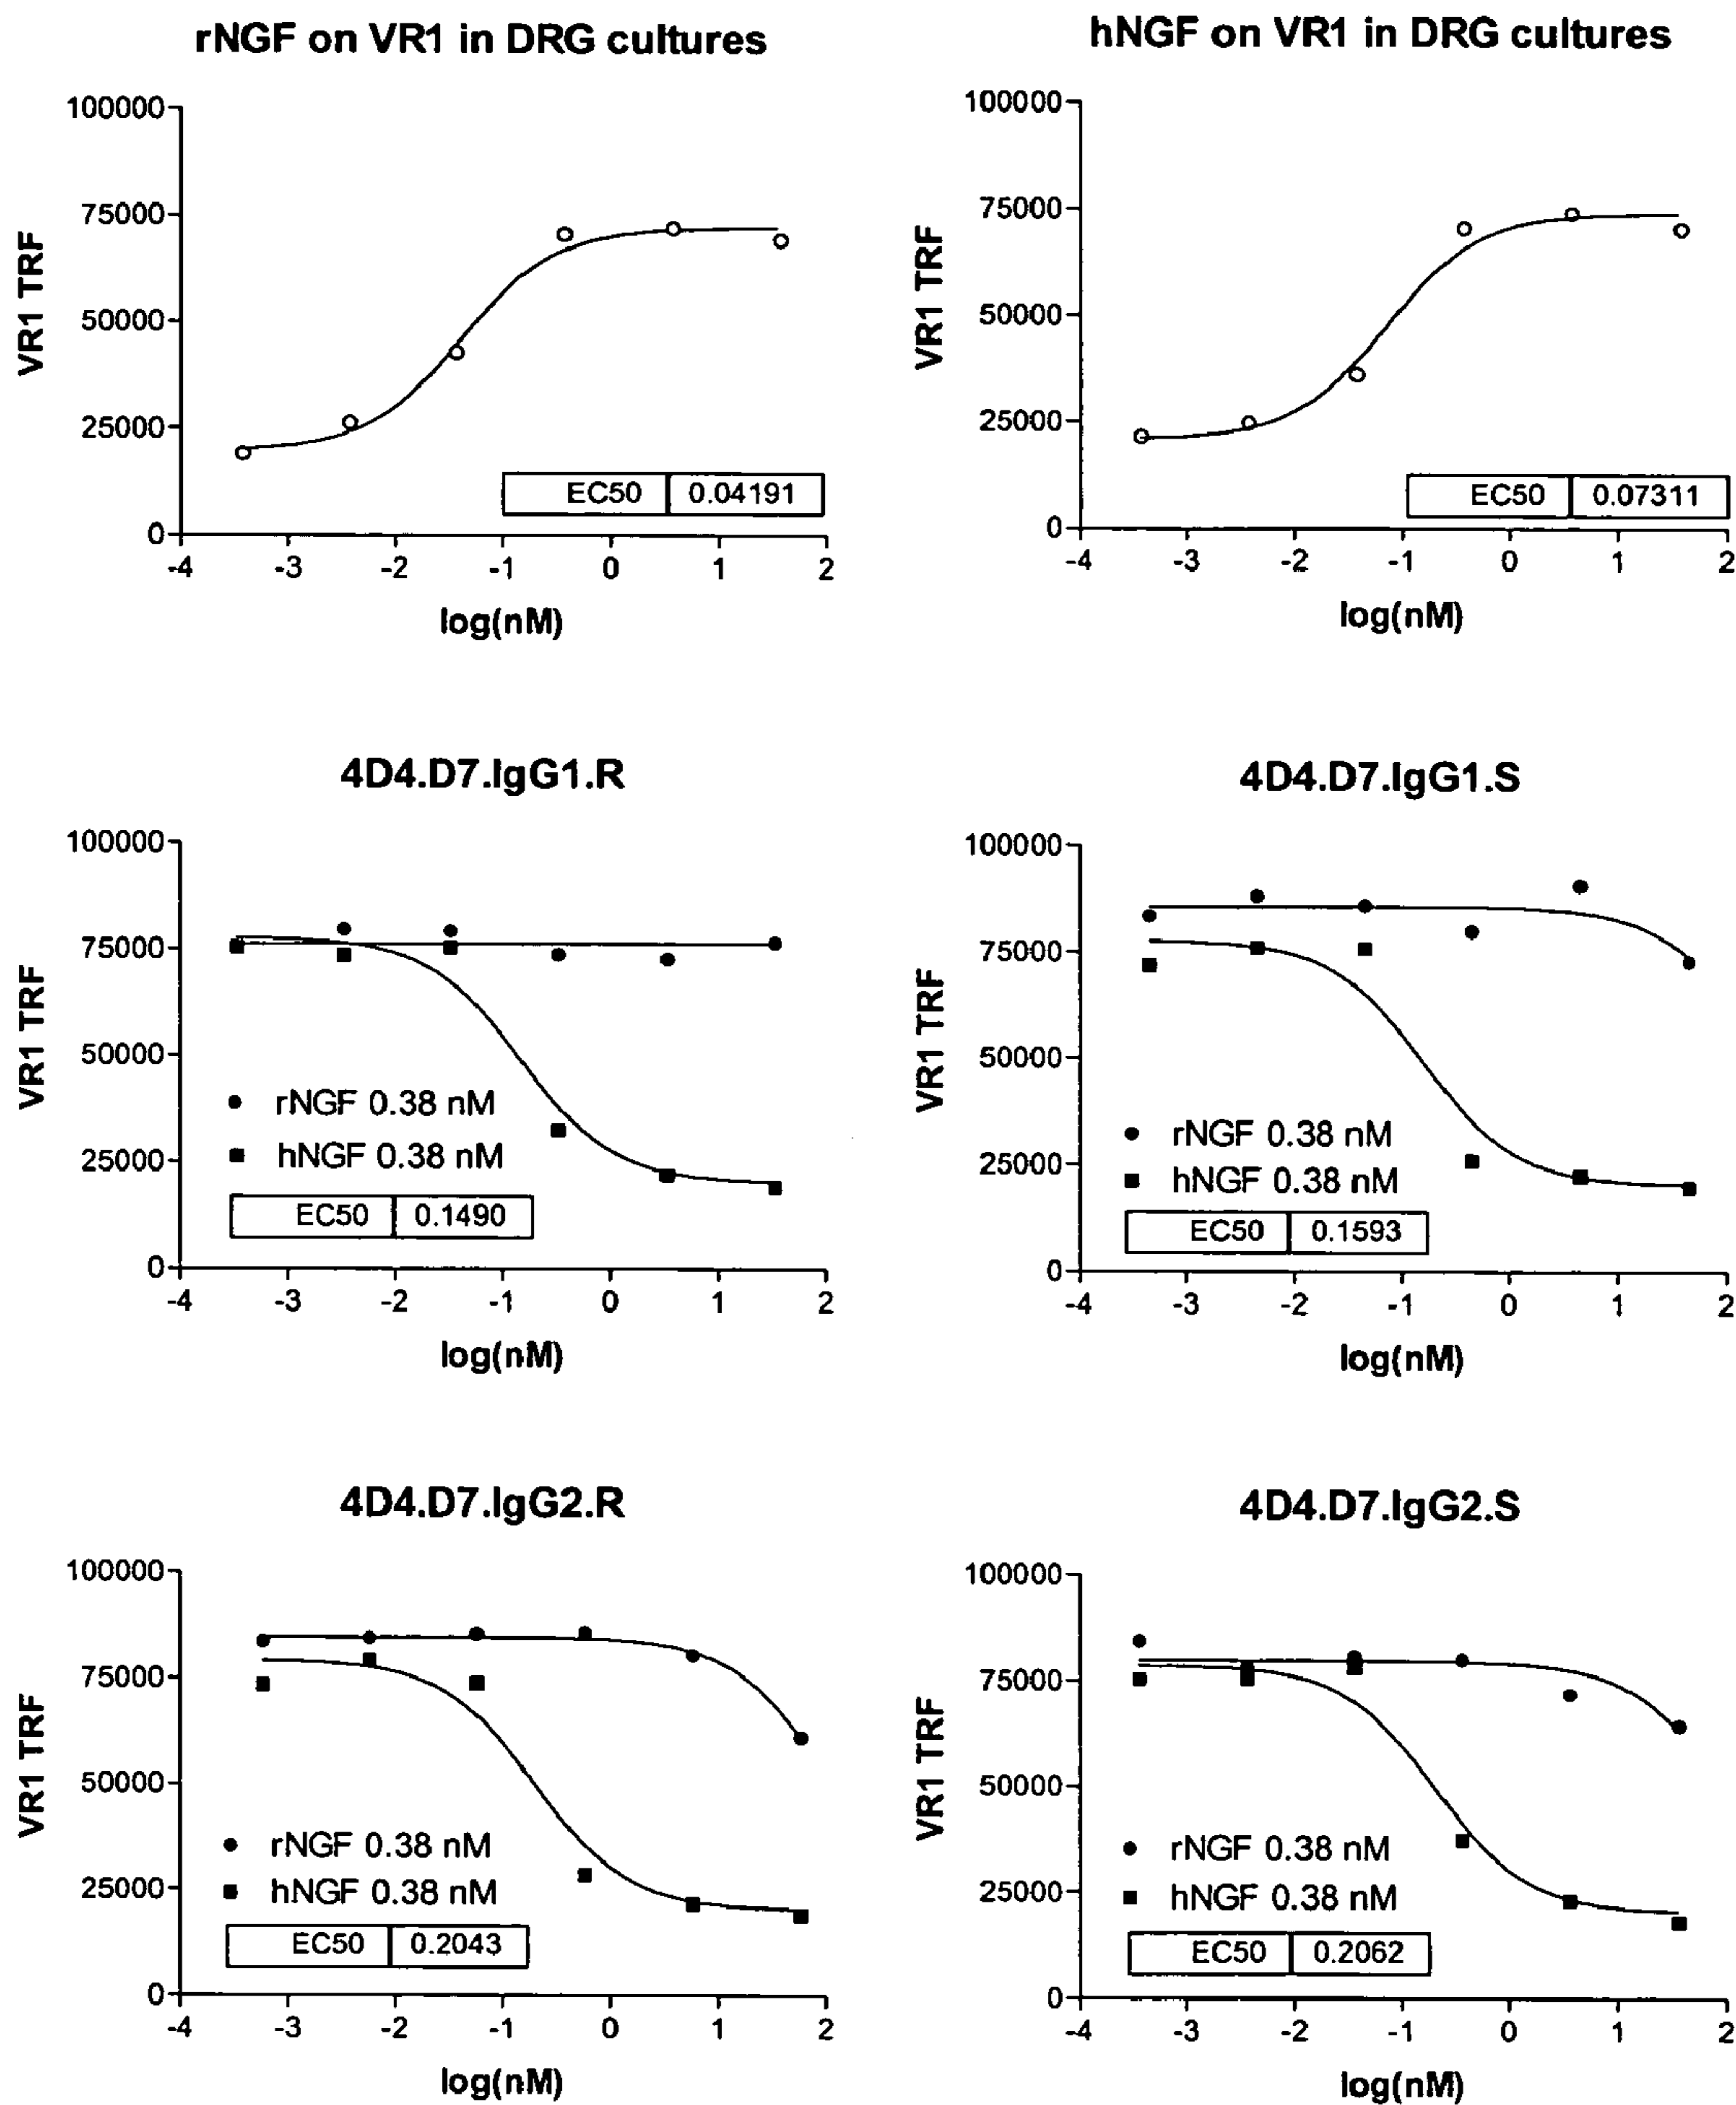 rNGF on VR1 in DRG cultures
VR1 TRF
100000
75000
50000
25000
0
EC50 0.04191
-4 -3 -2 -1 0 1 2
log(nM)
hNGF on VR1 in DRG cultures
VR1 TRF
100000
75000
50000
25000
0
EC50 0.07311
-4 -3 -2 -1 0 1 2
log(nM)
4D4.D7.IgG1.R
VR1 TRF
100000
75000
50000
25000
0
rNGF 0.38 nM
hNGF 0.38 nM
EC50 0.1490
-4 -3 -2 -1 0 1 2
log(nM)
4D4.D7.IgG1.S
VR1 TRF
100000
75000
50000
25000
0
rNGF 0.38 nM
hNGF 0.38 nM
EC50 0.1593
-4 -3 -2 -1 0 1 2
log(nM)
4D4.D7.IgG2.R
VR1 TRF
100000
75000
50000
25000
0
rNGF 0.38 nM
hNGF 0.38 nM
EC50 0.2043
-4 -3 -2 -1 0 1 2
log(nM)
4D4.D7.IgG2.S
VR1 TRF
100000
75000
50000
25000
0
rNGF 0.38 nM
hNGF 0.38 nM
EC50 0.2062
-4 -3 -2 -1 0 1 2
log(nM)